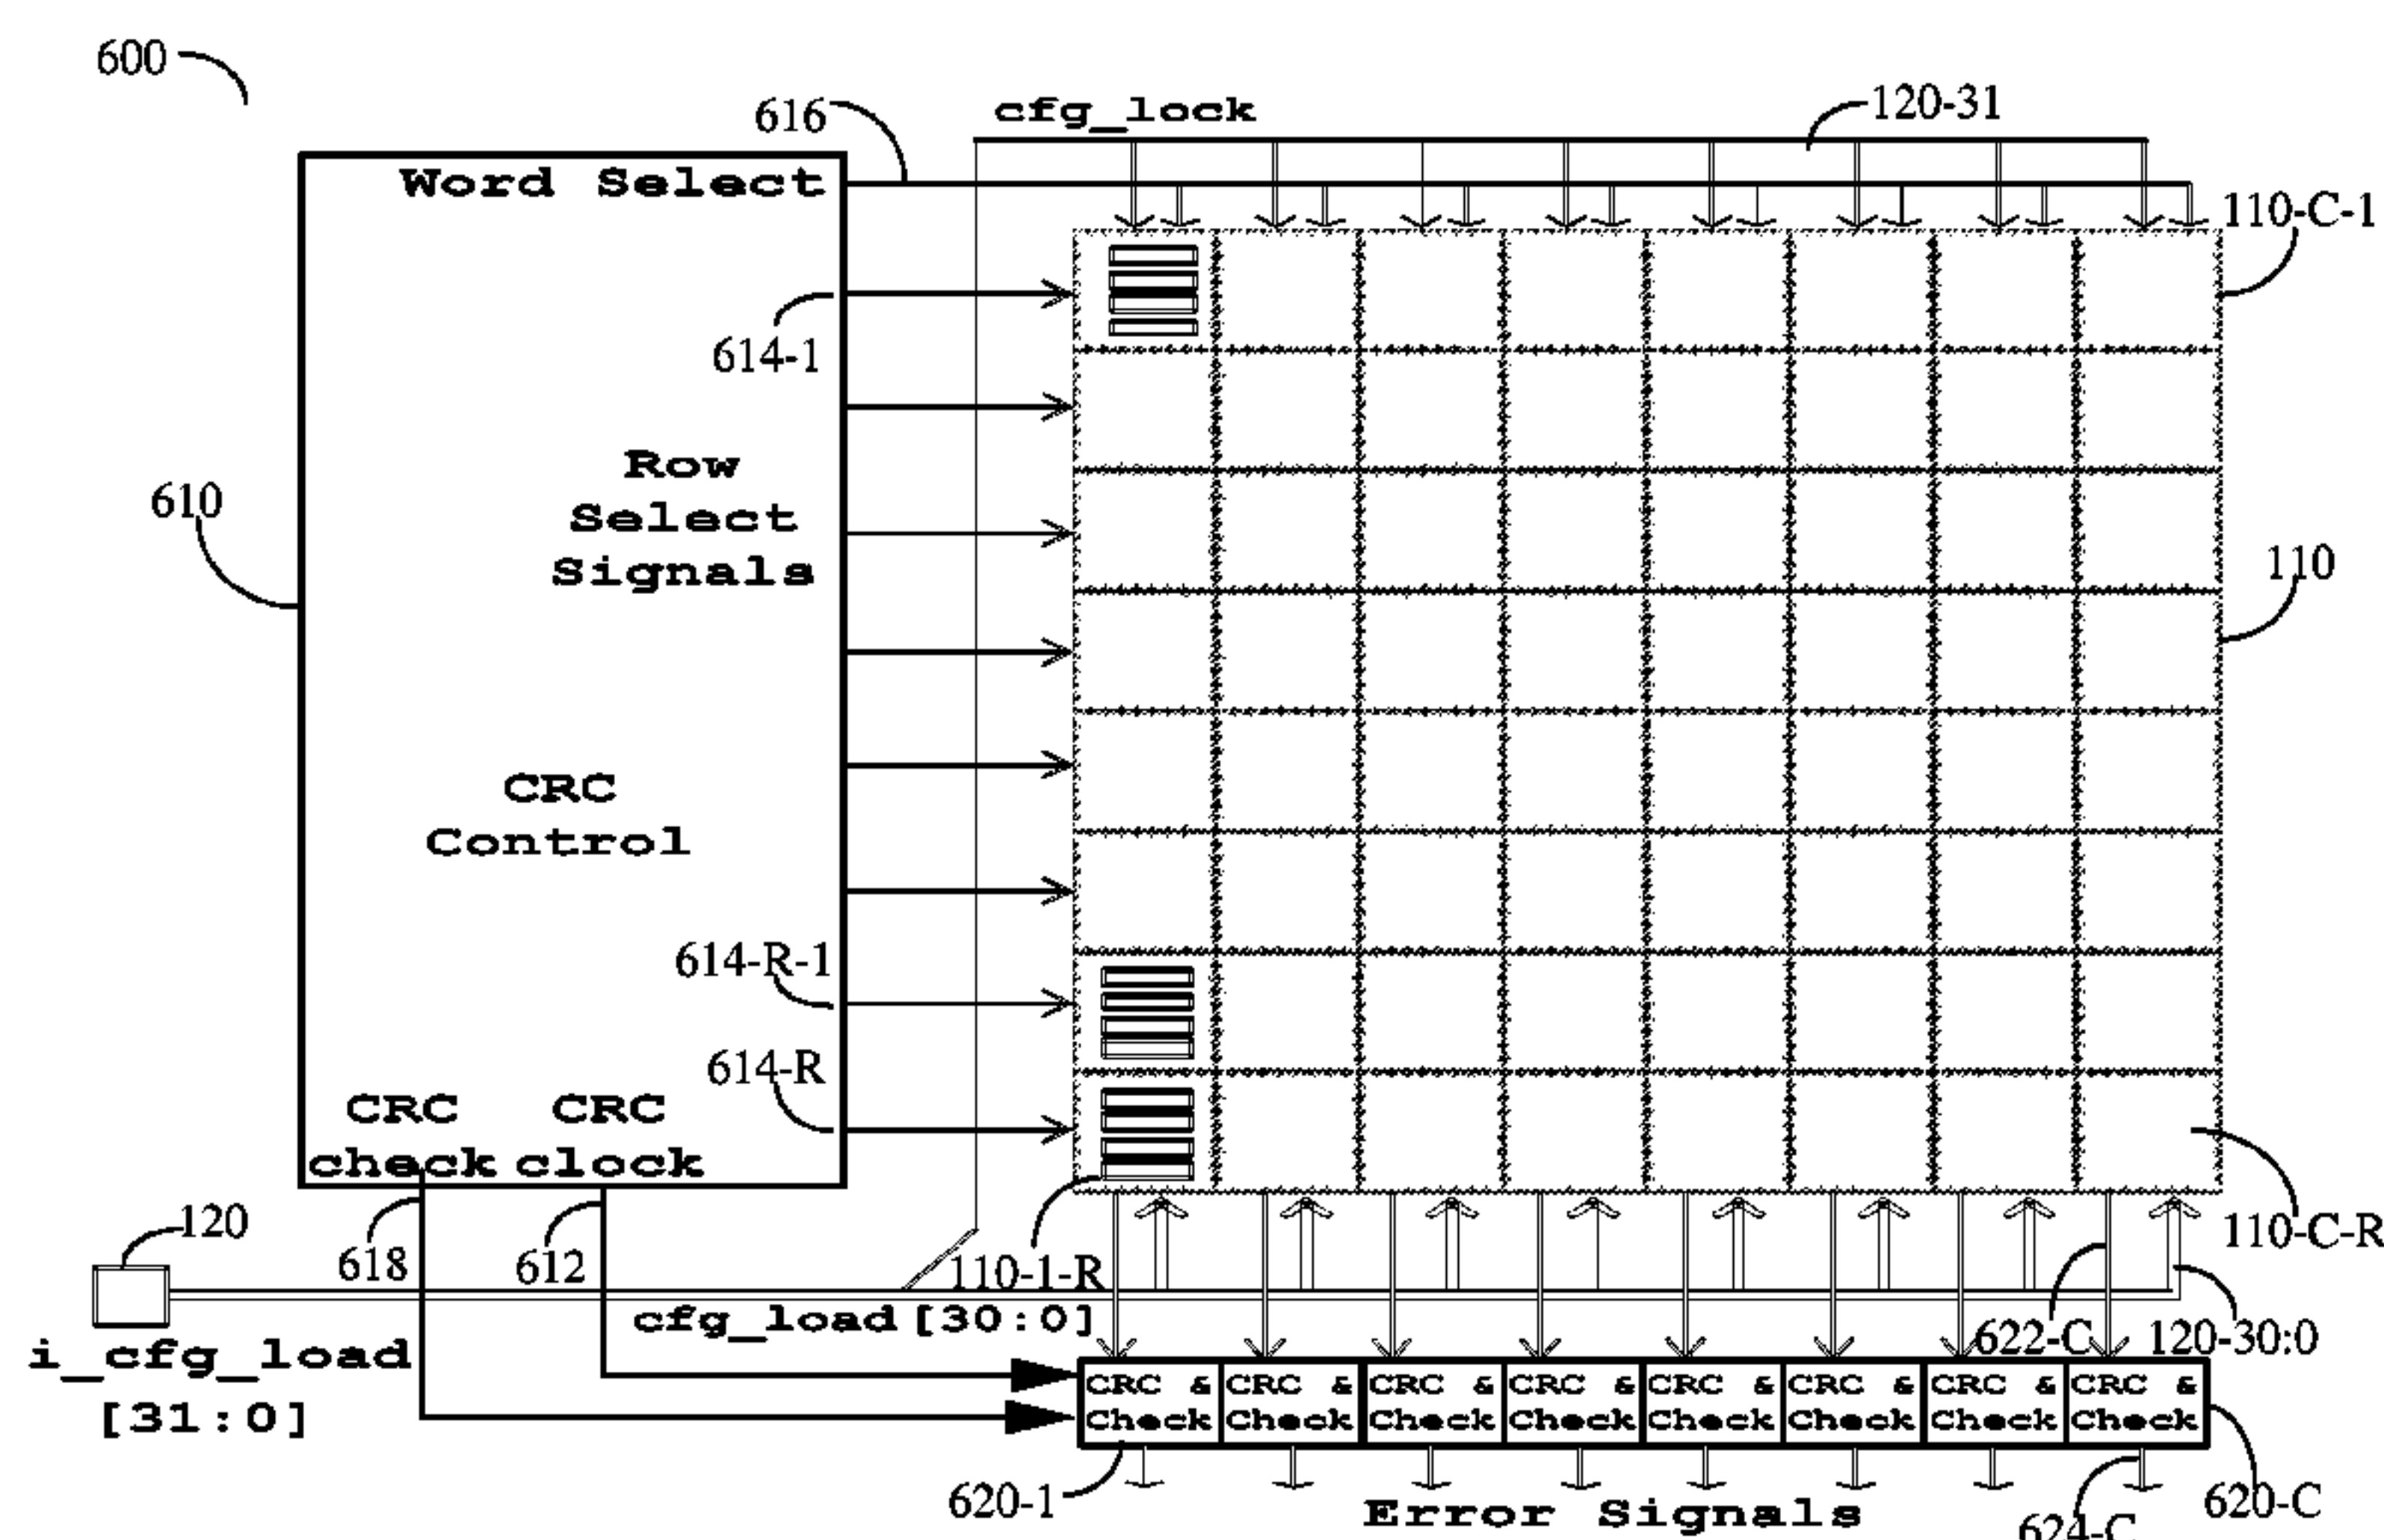 600
616
cfg_lock
120-31
Word Select
110-C-1
614-1
Row
Select
Signals
610
110
CRC
Control
614-R-1
614-R
CRC
check
CRC
clock
120
618
612
110-1-R
110-C-R
cfg_load[30:0]
622-C
120-30:0
i_cfg_load
[31:0]
CRC &
Check
CRC &
Check
CRC &
Check
CRC &
Check
CRC &
Check
CRC &
Check
CRC &
Check
CRC &
Check
620-1
Error Signals
624-C
620-C